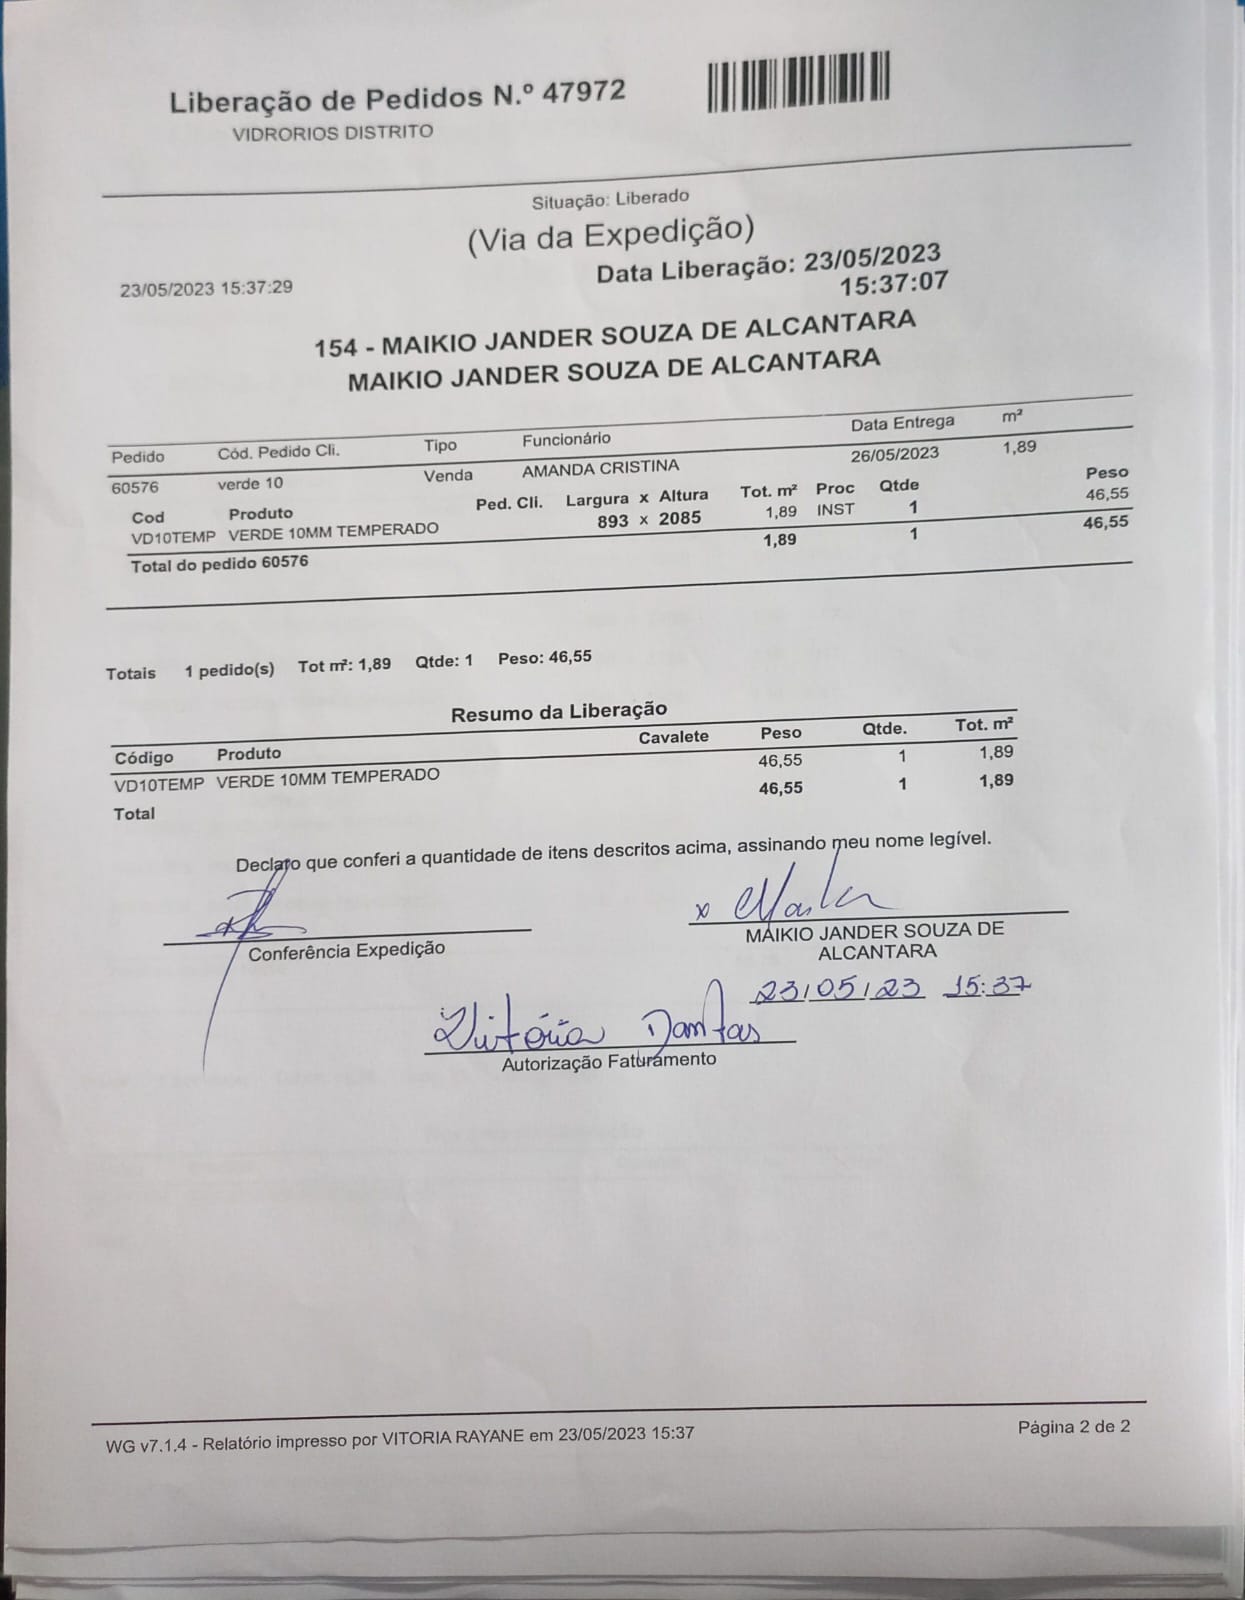 Liberação de Pedidos N.º 47972
VIDRORIOS DISTRITO
Situação: Liberado
(Via da Expedição)
23/05/2023 15:37:29
Data Liberação: 23/05/2023
15:37:07
154 - MAIKIO JANDER SOUZA DE ALCANTARA
MAIKIO JANDER SOUZA DE ALCANTARA
Pedido Cód. Pedido Cli. Tipo Funcionário Data Entrega m²
60576 verde 10 Venda AMANDA CRISTINA 26/05/2023 1,89
Cod Produto Ped. Cli. Largura x Altura Tot. m² Proc Qtde Peso
VD10TEMP VERDE 10MM TEMPERADO 893 x 2085 1,89 INST 1 46,55
Total do pedido 60576 1,89 1 46,55
Totais 1 pedido(s) Tot m²: 1,89 Qtde: 1 Peso: 46,55
Resumo da Liberação
Código Produto Cavalete Peso Qtde. Tot. m²
VD10TEMP VERDE 10MM TEMPERADO 46,55 1 1,89
Total 46,55 1 1,89
Declaro que conferi a quantidade de itens descritos acima, assinando meu nome legível.
x
Conferência Expedição
MAIKIO JANDER SOUZA DE
ALCANTARA
23/05/23 15:37
Vitória Dantas
Autorização Faturamento
WG v7.1.4 - Relatório impresso por VITORIA RAYANE em 23/05/2023 15:37
Página 2 de 2